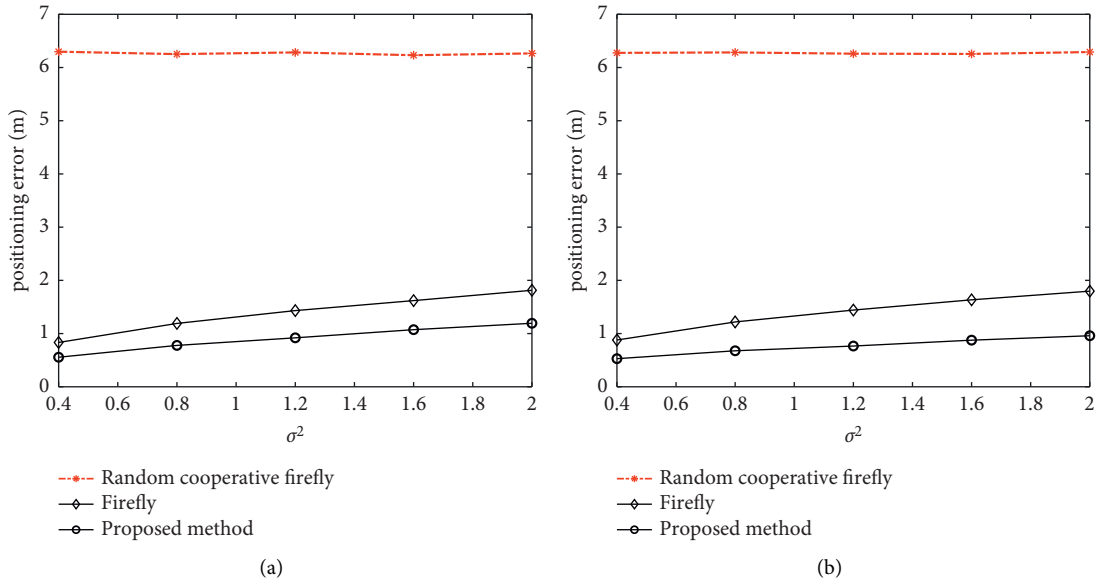 7
6
5
4
3
2
1
0
positioning error (m)
0.4 0.6 0.8 1 1.2 1.4 1.6 1.8 2
σ²
Random cooperative firefly
Firefly
Proposed method
(a)
7
6
5
4
3
2
1
0
positioning error (m)
0.4 0.6 0.8 1 1.2 1.4 1.6 1.8 2
σ²
Random cooperative firefly
Firefly
Proposed method
(b)